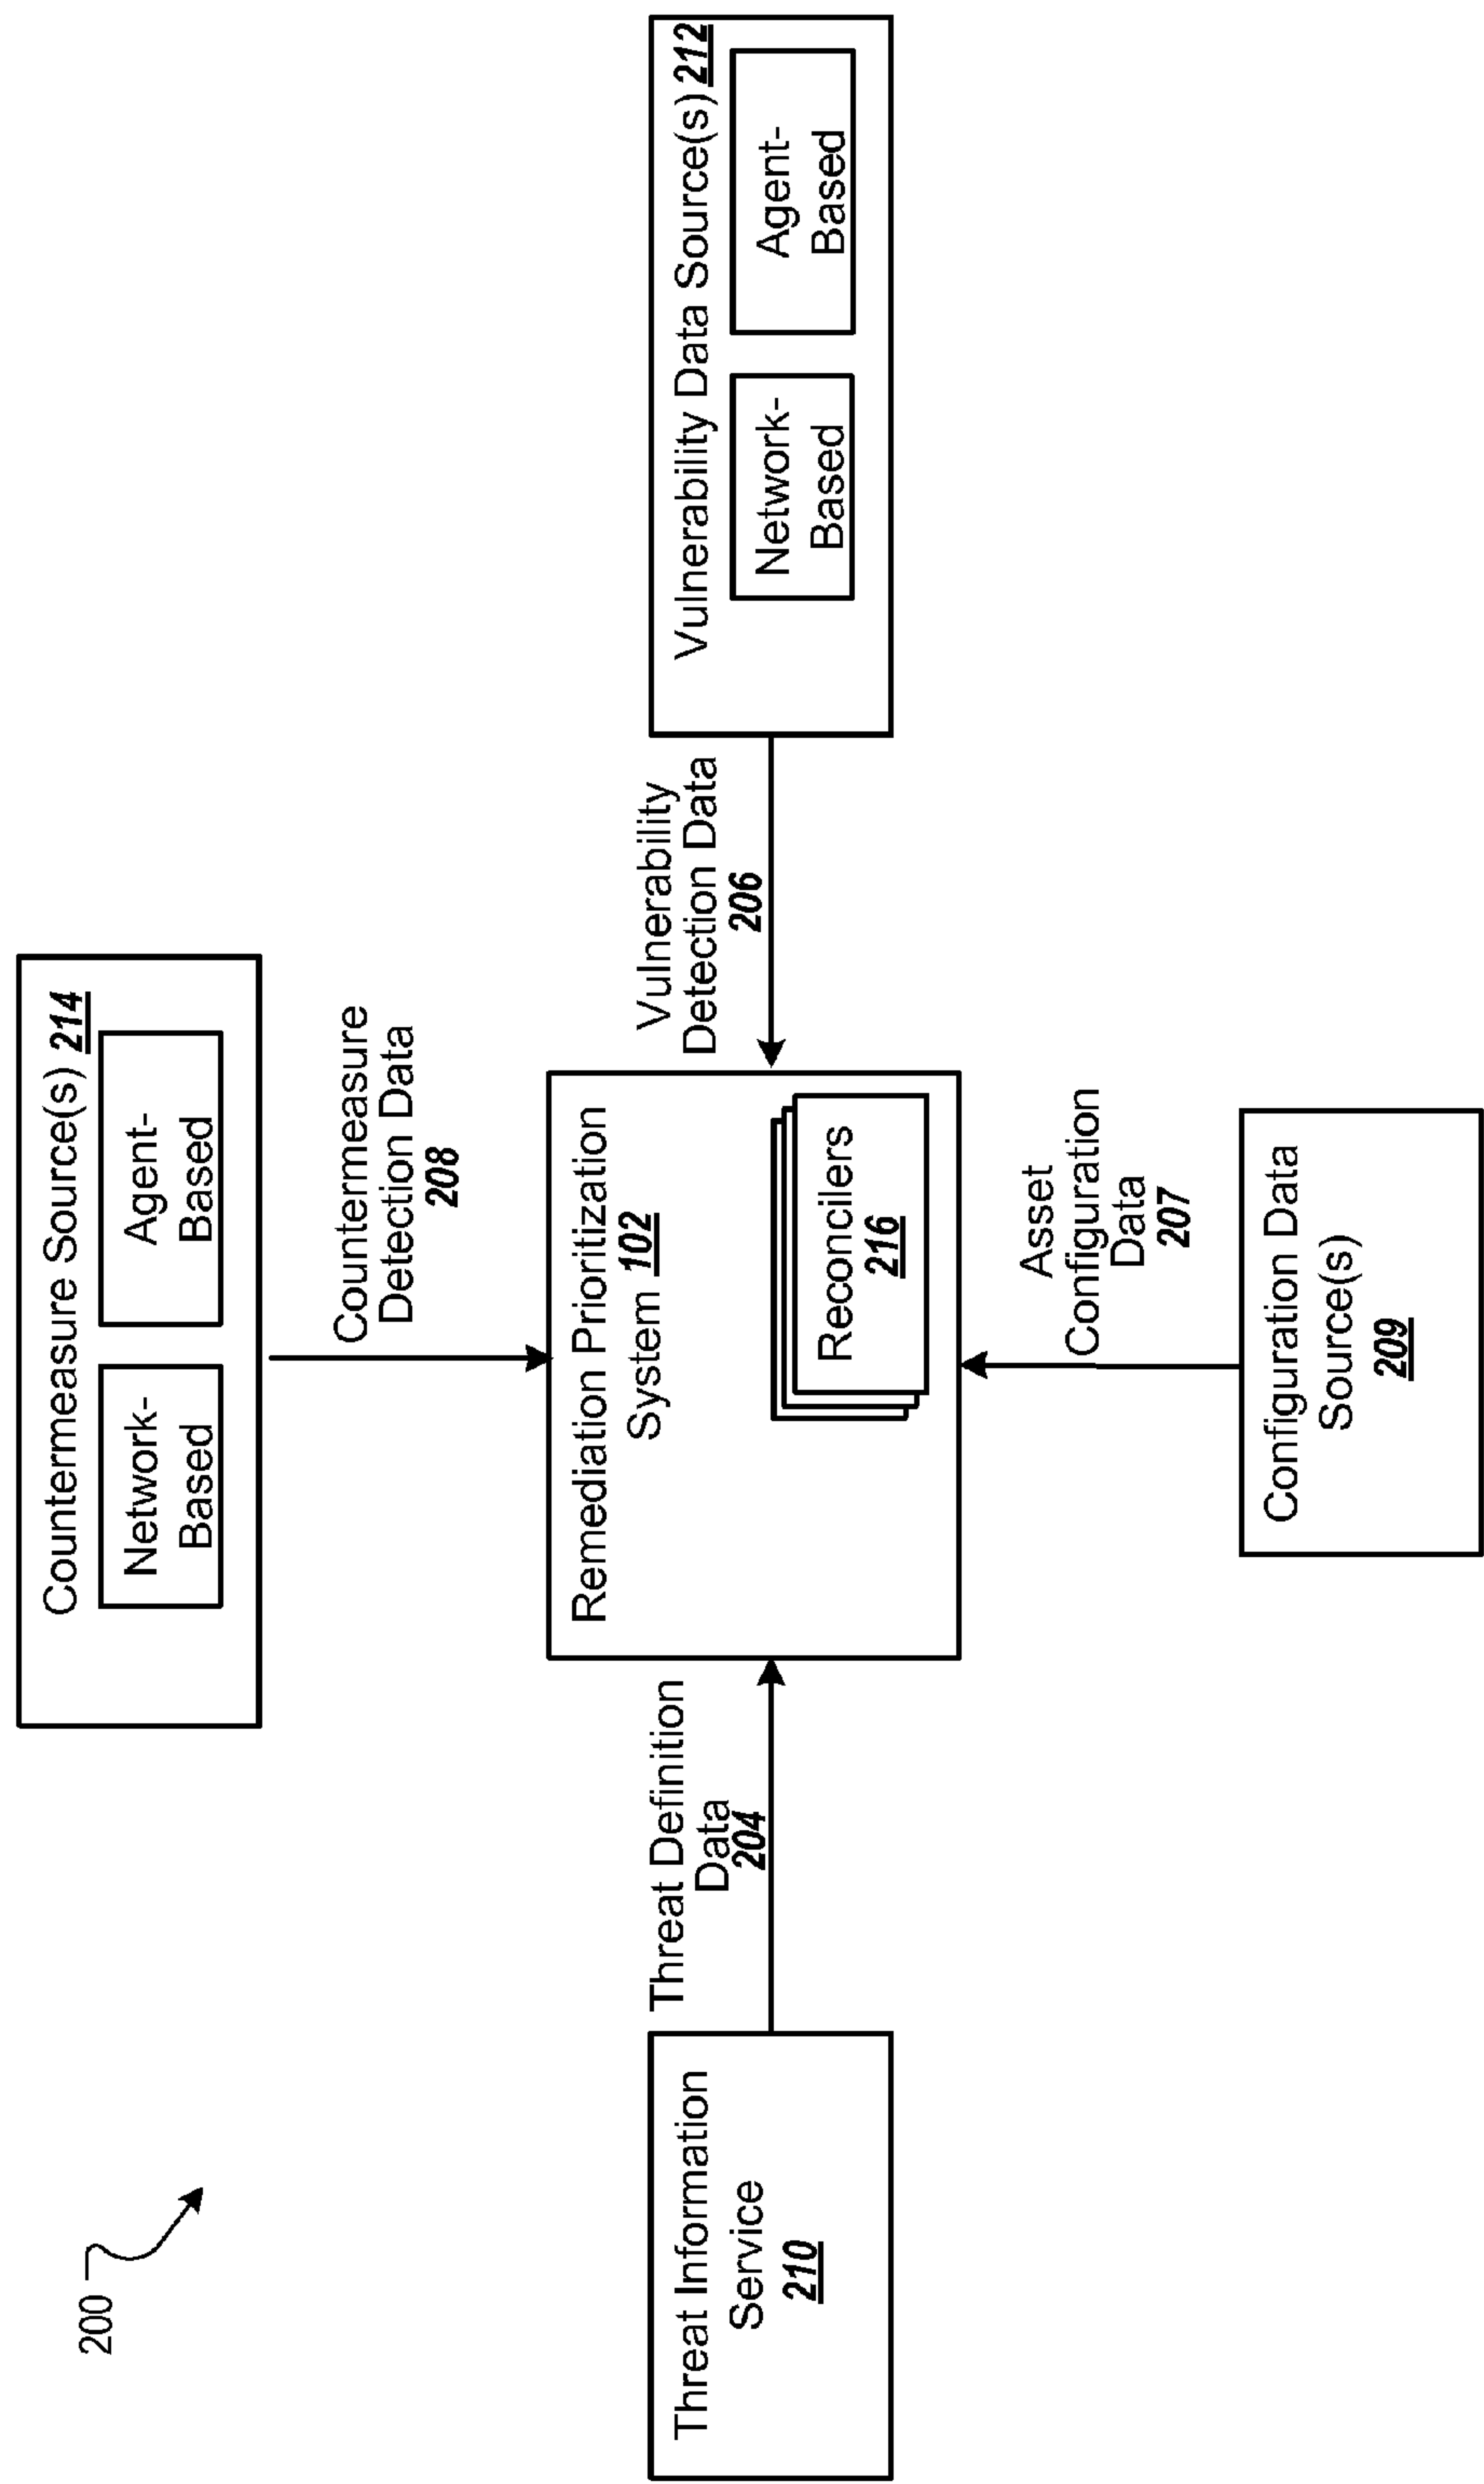 200
Countermeasure Source(s) 214
Network-
Based
Agent-
Based
Countermeasure
Detection Data
208
Threat Information
Service
210
Threat Definition
Data
204
Remediation Prioritization
System 102
Reconcilers
216
Vulnerability
Detection Data
206
Vulnerability Data Source(s) 212
Network-
Based
Agent-
Based
Asset
Configuration
Data
207
Configuration Data
Source(s)
209